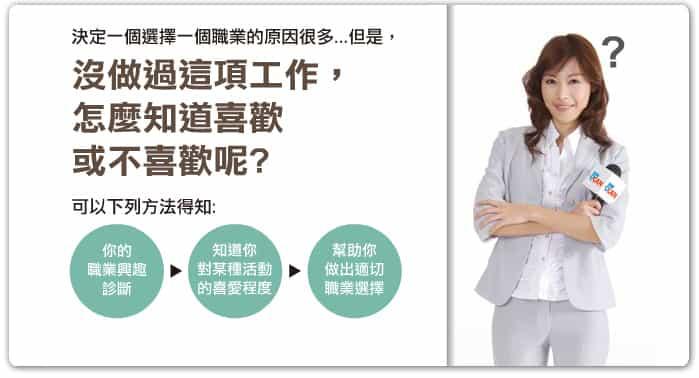 決定一個選擇一個職業的原因很多...但是，
沒做過這項工作，
怎麼知道喜歡
或不喜歡呢?
可以下列方法得知:
你的
職業興趣
診斷
知道你
對某種活動
的喜愛程度
幫助你
做出適切
職業選擇
?